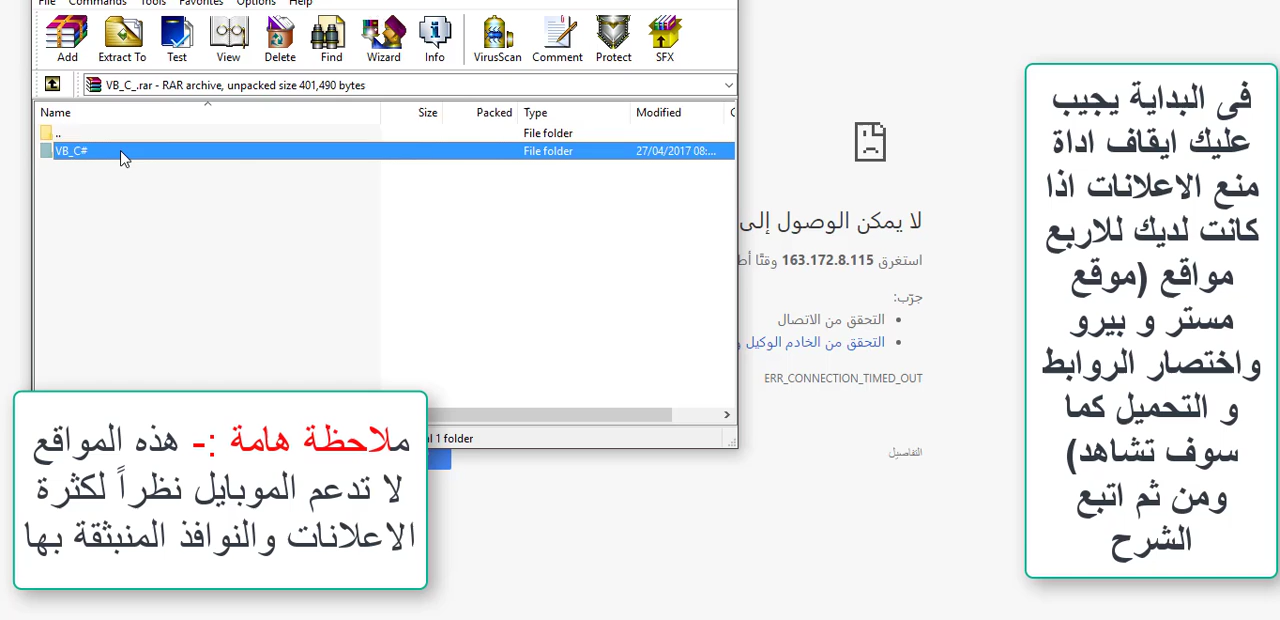 File Commands Tools Favorites Options Help
Add Extract To Test View Delete Find Wizard Info VirusScan Comment Protect SFX
VB_C_.rar - RAR archive, unpacked size 401,490 bytes
Name Size Packed Type Modified
.. File folder
VB_C# File folder 27/04/2017 08:...
l 1 folder
لا يمكن الوصول إلى
استغرق 163.172.8.115 وقتًا
جرّب:
التحقق من الاتصال
التحقق من الخادم الوكيل و
ERR_CONNECTION_TIMED_OUT
التفاصيل
فى البداية يجيب
عليك ايقاف اداة
منع الاعلانات اذا
كانت لديك للاربع
مواقع (موقع
مستر و بيرو
واختصار الروابط
و التحميل كما
سوف تشاهد)
ومن ثم اتبع
الشرح
ملاحظة هامة :- هذه المواقع
لا تدعم الموبايل نظراً لكثرة
الاعلانات والنوافذ المنبثقة بها